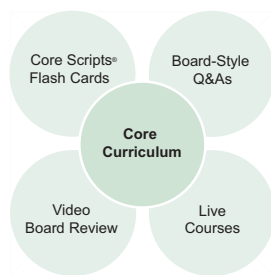 Core Scripts®
Flash Cards
Board-Style
Q&As
Core
Curriculum
Video
Board Review
Live
Courses